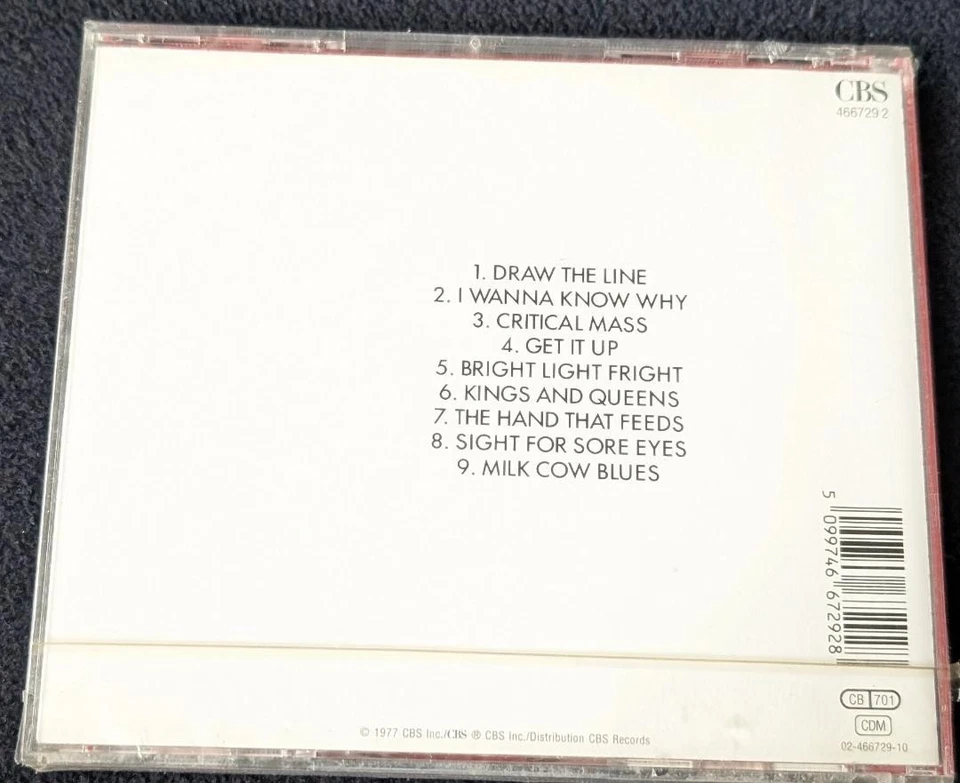 CBS
466729 2
1. DRAW THE LINE
2. I WANNA KNOW WHY
3. CRITICAL MASS
4. GET IT UP
5. BRIGHT LIGHT FRIGHT
6. KINGS AND QUEENS
7. THE HAND THAT FEEDS
8. SIGHT FOR SORE EYES
9. MILK COW BLUES
5 099746 672928
CB 701
CDM
02-466729-10
© 1977 CBS Inc./CBS ® CBS Inc./Distribution CBS Records